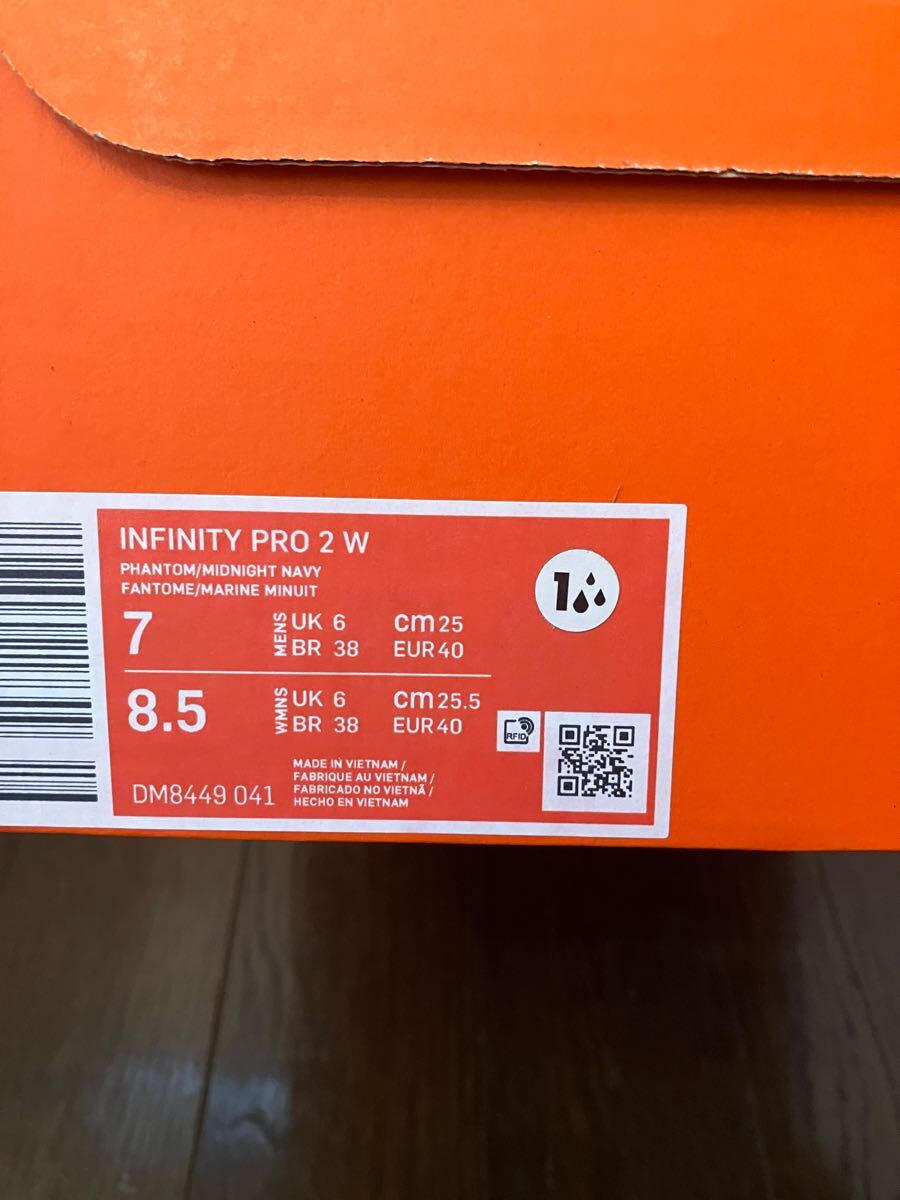 INFINITY PRO 2 W
PHANTOM/MIDNIGHT NAVY
FANTOME/MARINE MINUIT
7 MENS UK 6 cm 25
BR 38 EUR 40
8.5 WMNS UK 6 cm 25.5
BR 38 EUR 40
MADE IN VIETNAM /
FABRIQUE AU VIETNAM /
FABRICADO NO VIETNÃ /
HECHO EN VIETNAM
DM8449 041
1
RFID